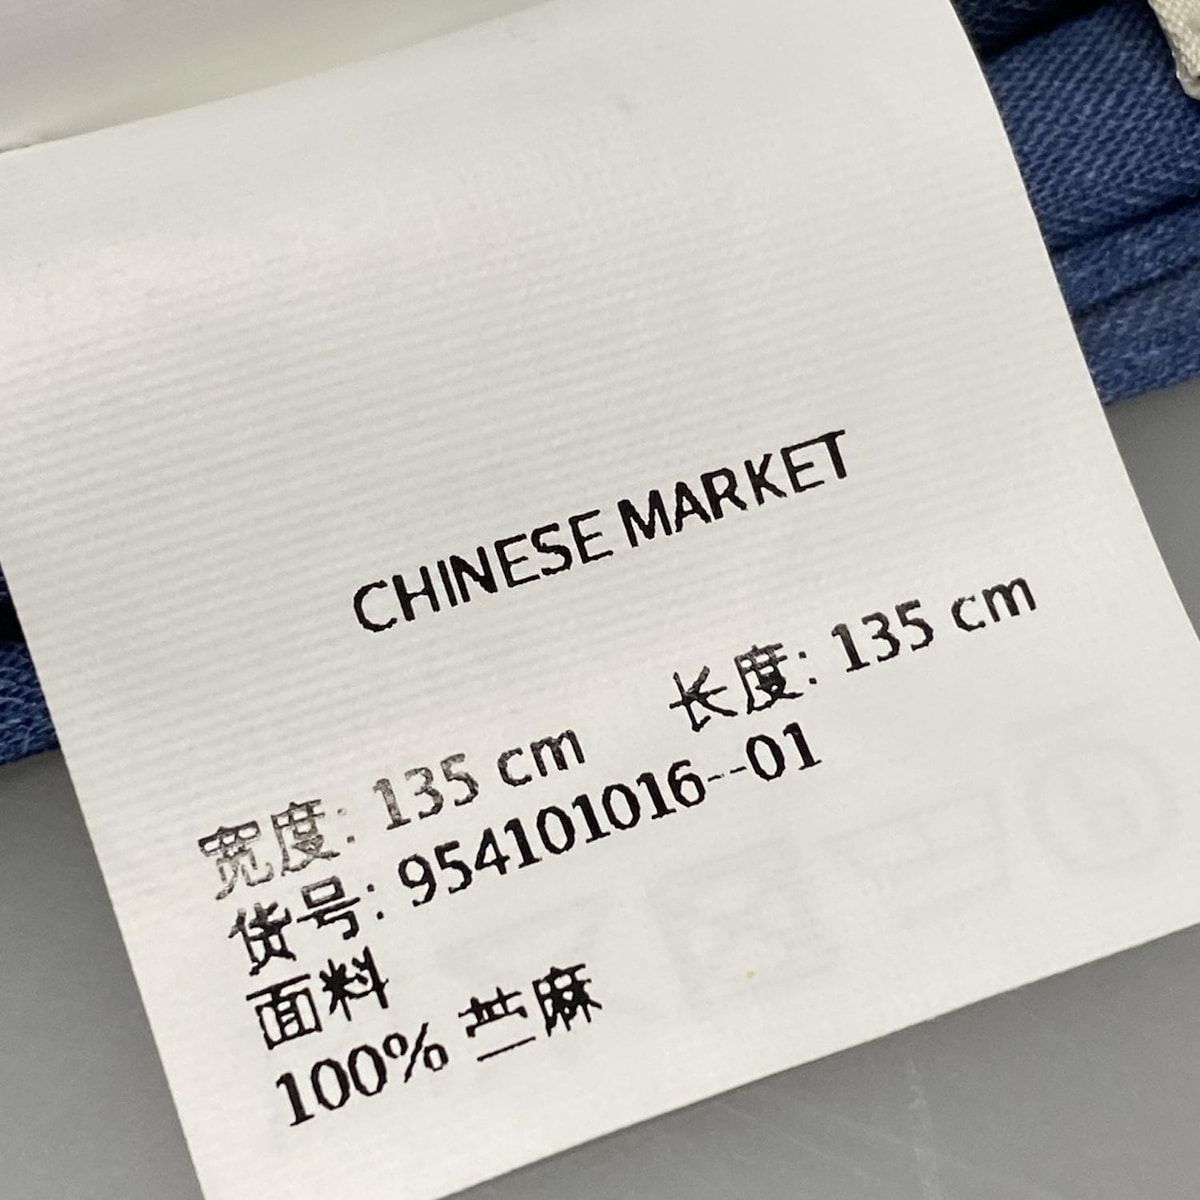 CHINESE MARKET
宽度: 135 cm 长度: 135 cm
货号: 954101016--01
面料
100% 苎麻